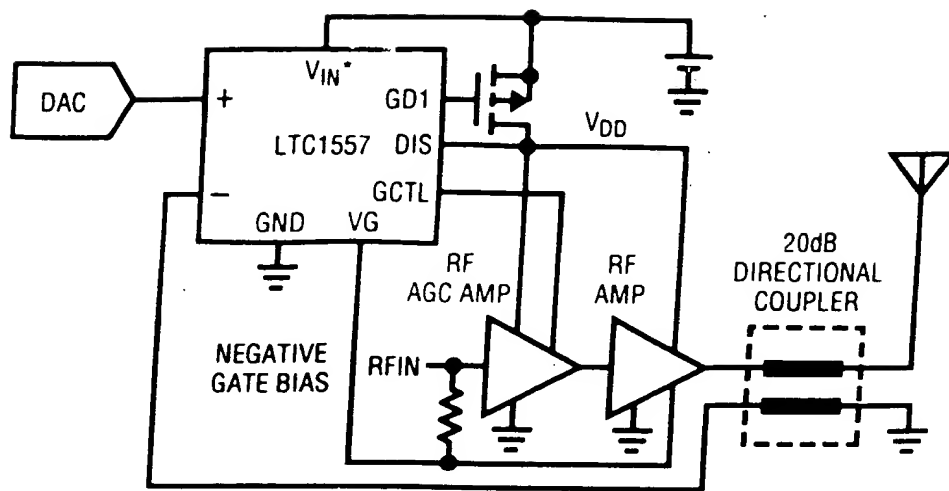 V_IN*
DAC
+
GD1
V_DD
LTC1557
DIS
−
GCTL
GND
VG
RF
AGC AMP
RF
AMP
20dB
DIRECTIONAL
COUPLER
NEGATIVE
GATE BIAS
RFIN